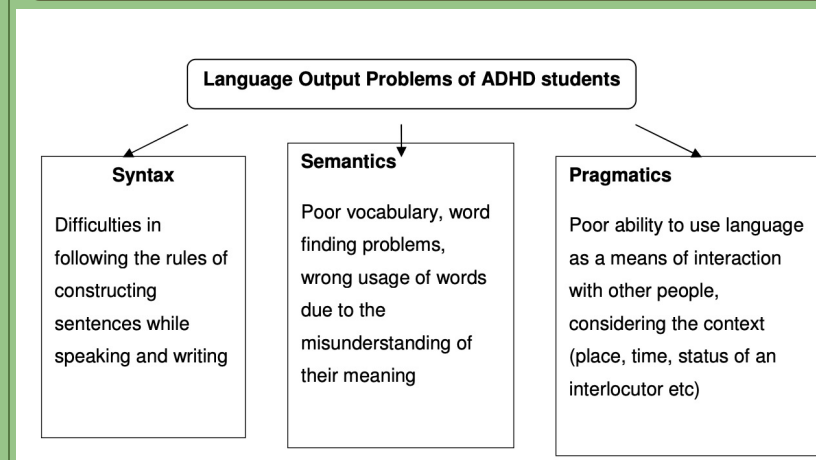 Language Output Problems of ADHD students
Syntax
Difficulties in
following the rules of
constructing
sentences while
speaking and writing
Semantics
Poor vocabulary, word
finding problems,
wrong usage of words
due to the
misunderstanding of
their meaning
Pragmatics
Poor ability to use language
as a means of interaction
with other people,
considering the context
(place, time, status of an
interlocutor etc)